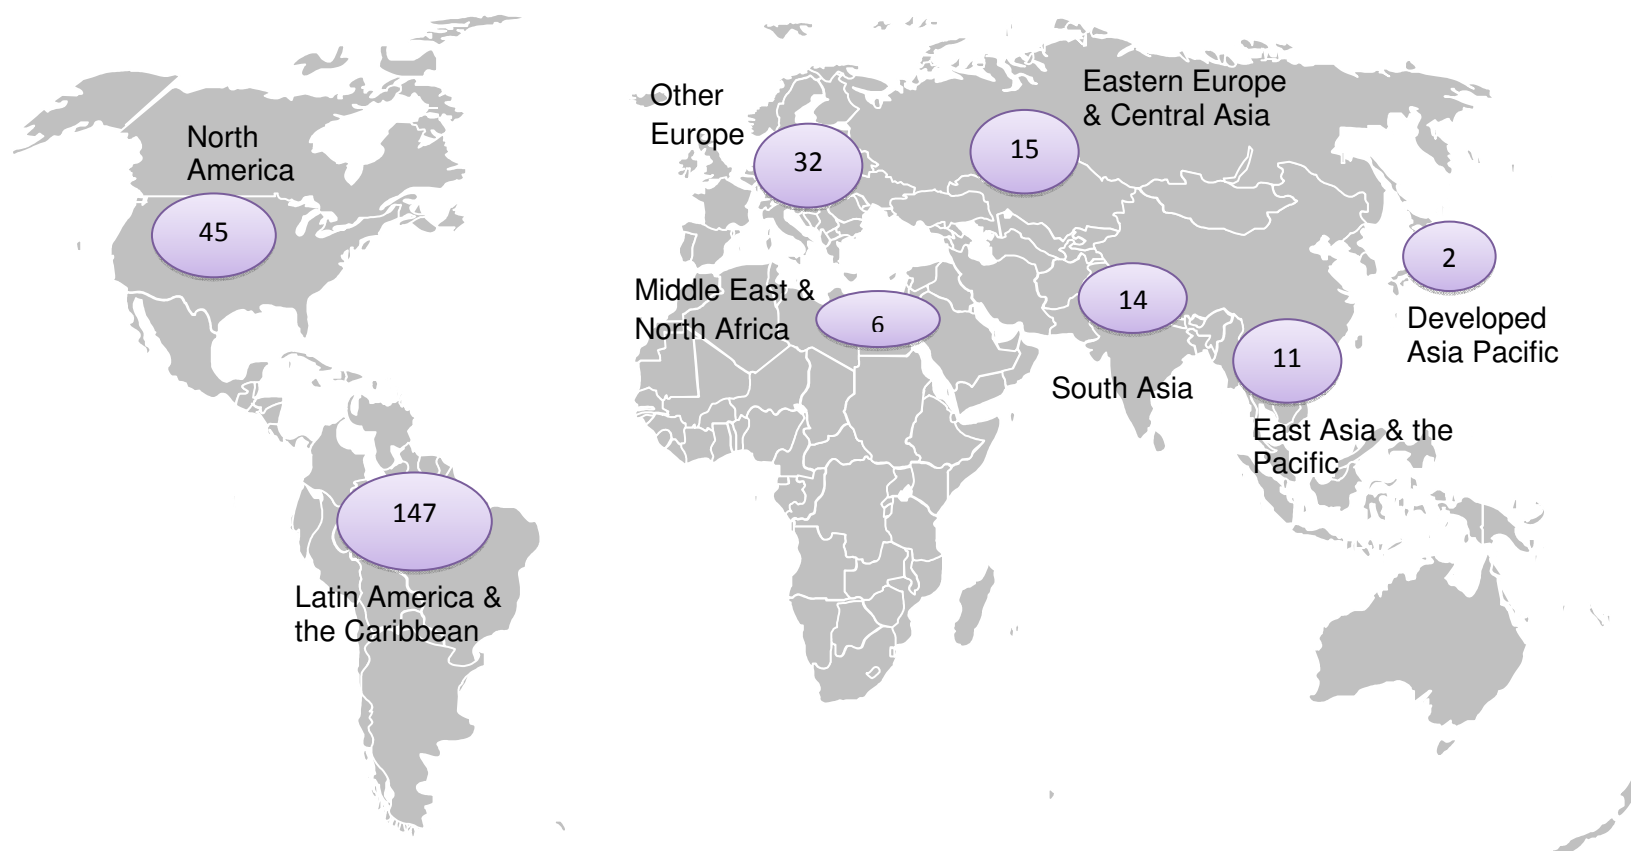 North
America
45
Other
Europe
32
Eastern Europe
& Central Asia
15
Middle East &
North Africa
6
14
South Asia
2
Developed
Asia Pacific
11
East Asia & the
Pacific
147
Latin America &
the Caribbean